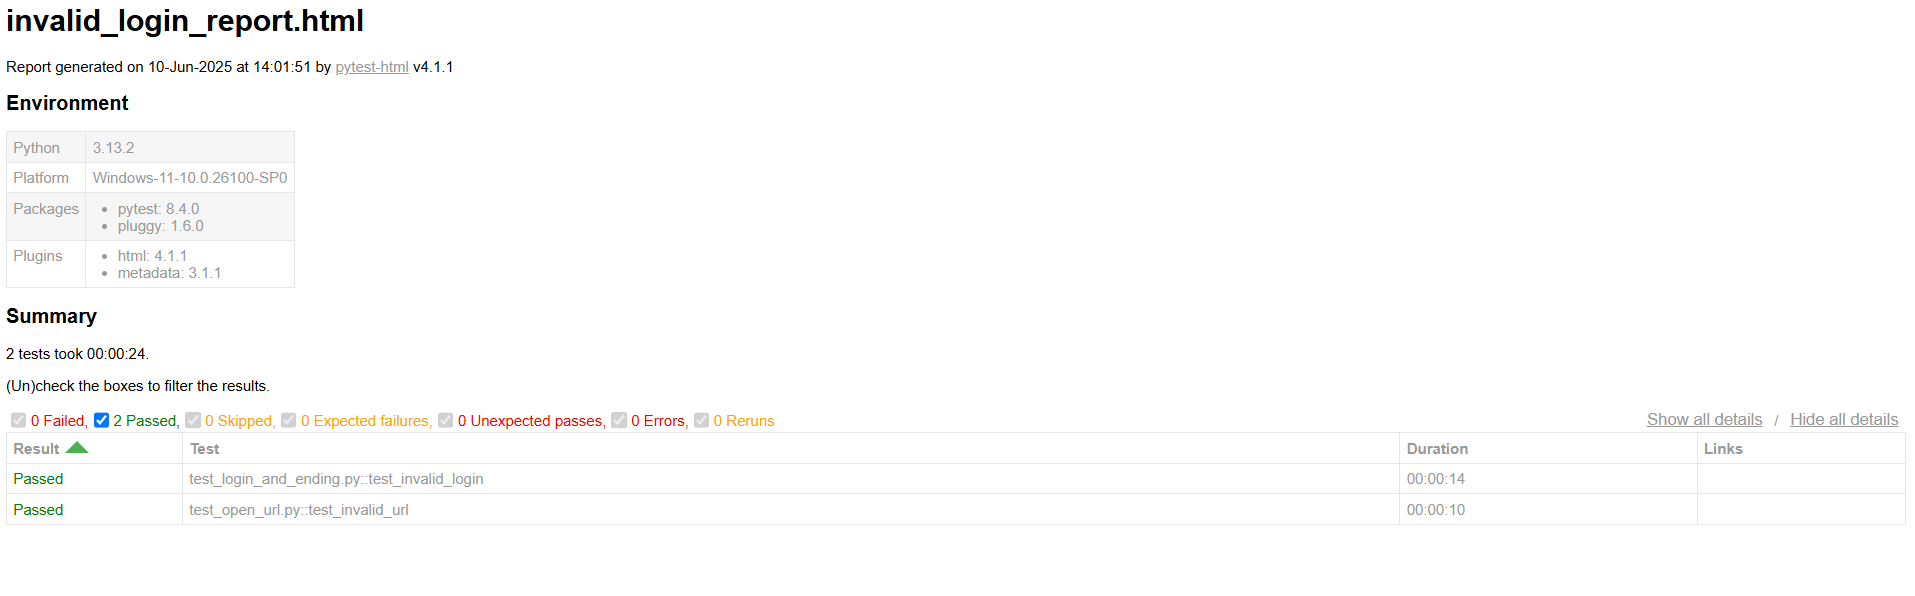 invalid_login_report.html
Report generated on 10-Jun-2025 at 14:01:51 by pytest-html v4.1.1
Environment
Python 3.13.2
Platform Windows-11-10.0.26100-SP0
Packages pytest: 8.4.0
pluggy: 1.6.0
Plugins html: 4.1.1
metadata: 3.1.1
Summary
2 tests took 00:00:24.
(Un)check the boxes to filter the results.
0 Failed, 2 Passed, 0 Skipped, 0 Expected failures, 0 Unexpected passes, 0 Errors, 0 Reruns Show all details / Hide all details
Result Test Duration Links
Passed test_login_and_ending.py::test_invalid_login 00:00:14
Passed test_open_url.py::test_invalid_url 00:00:10